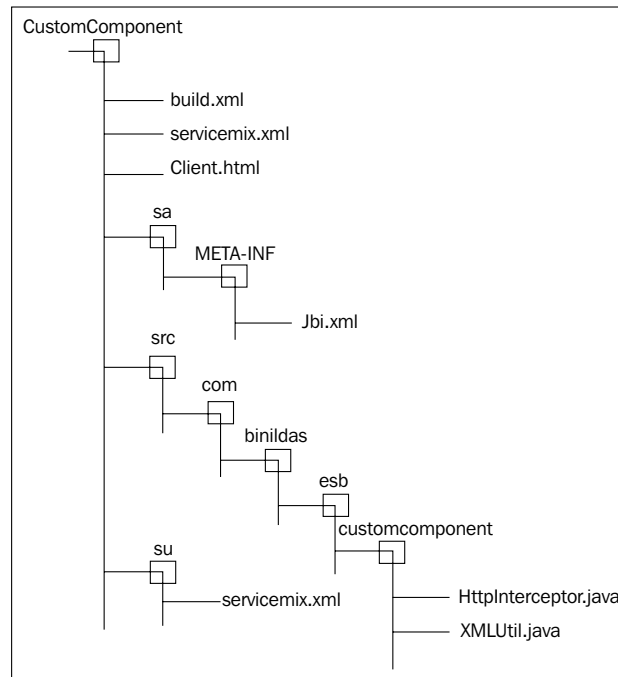 CustomComponent
build.xml
servicemix.xml
Client.html
sa
META-INF
Jbi.xml
src
com
binildas
esb
customcomponent
su
servicemix.xml
HttpInterceptor.java
XMLUtil.java